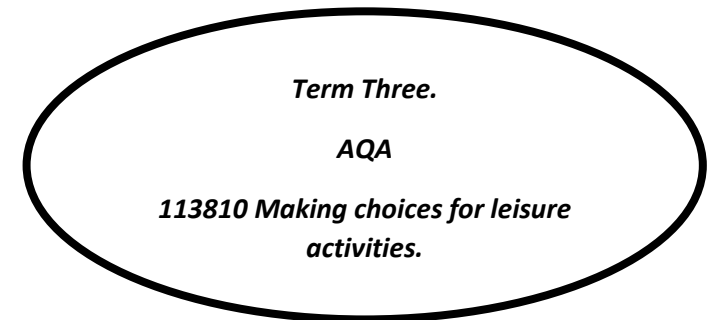 Term Three.
AQA
113810 Making choices for leisure
activities.